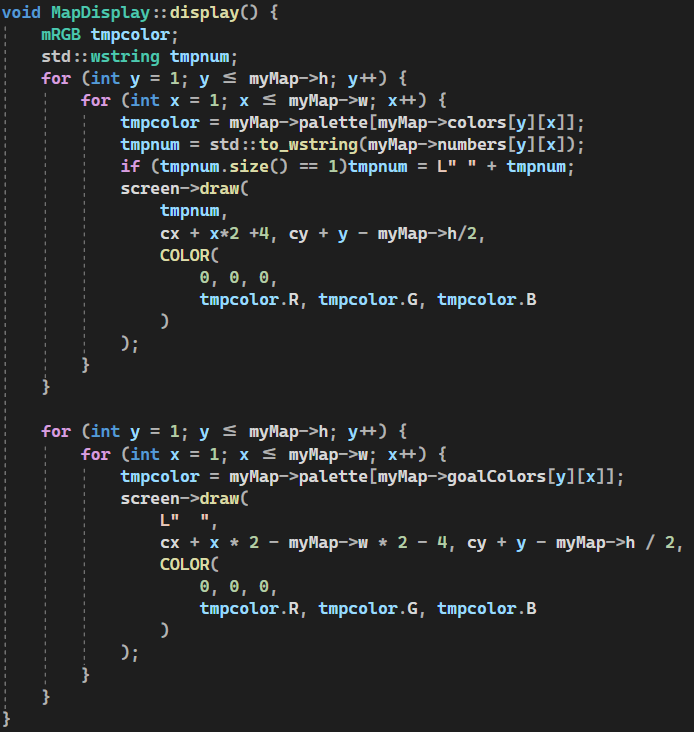 void MapDisplay::display() {
    mRGB tmpcolor;
    std::wstring tmpnum;
    for (int y = 1; y <= myMap->h; y++) {
        for (int x = 1; x <= myMap->w; x++) {
            tmpcolor = myMap->palette[myMap->colors[y][x]];
            tmpnum = std::to_wstring(myMap->numbers[y][x]);
            if (tmpnum.size() == 1)tmpnum = L" " + tmpnum;
            screen->draw(
                tmpnum,
                cx + x*2 +4, cy + y - myMap->h/2,
                COLOR(
                    0, 0, 0,
                    tmpcolor.R, tmpcolor.G, tmpcolor.B
                )
            );
        }
    }

    for (int y = 1; y <= myMap->h; y++) {
        for (int x = 1; x <= myMap->w; x++) {
            tmpcolor = myMap->palette[myMap->goalColors[y][x]];
            screen->draw(
                L"  ",
                cx + x * 2 - myMap->w * 2 - 4, cy + y - myMap->h / 2,
                COLOR(
                    0, 0, 0,
                    tmpcolor.R, tmpcolor.G, tmpcolor.B
                )
            );
        }
    }
}